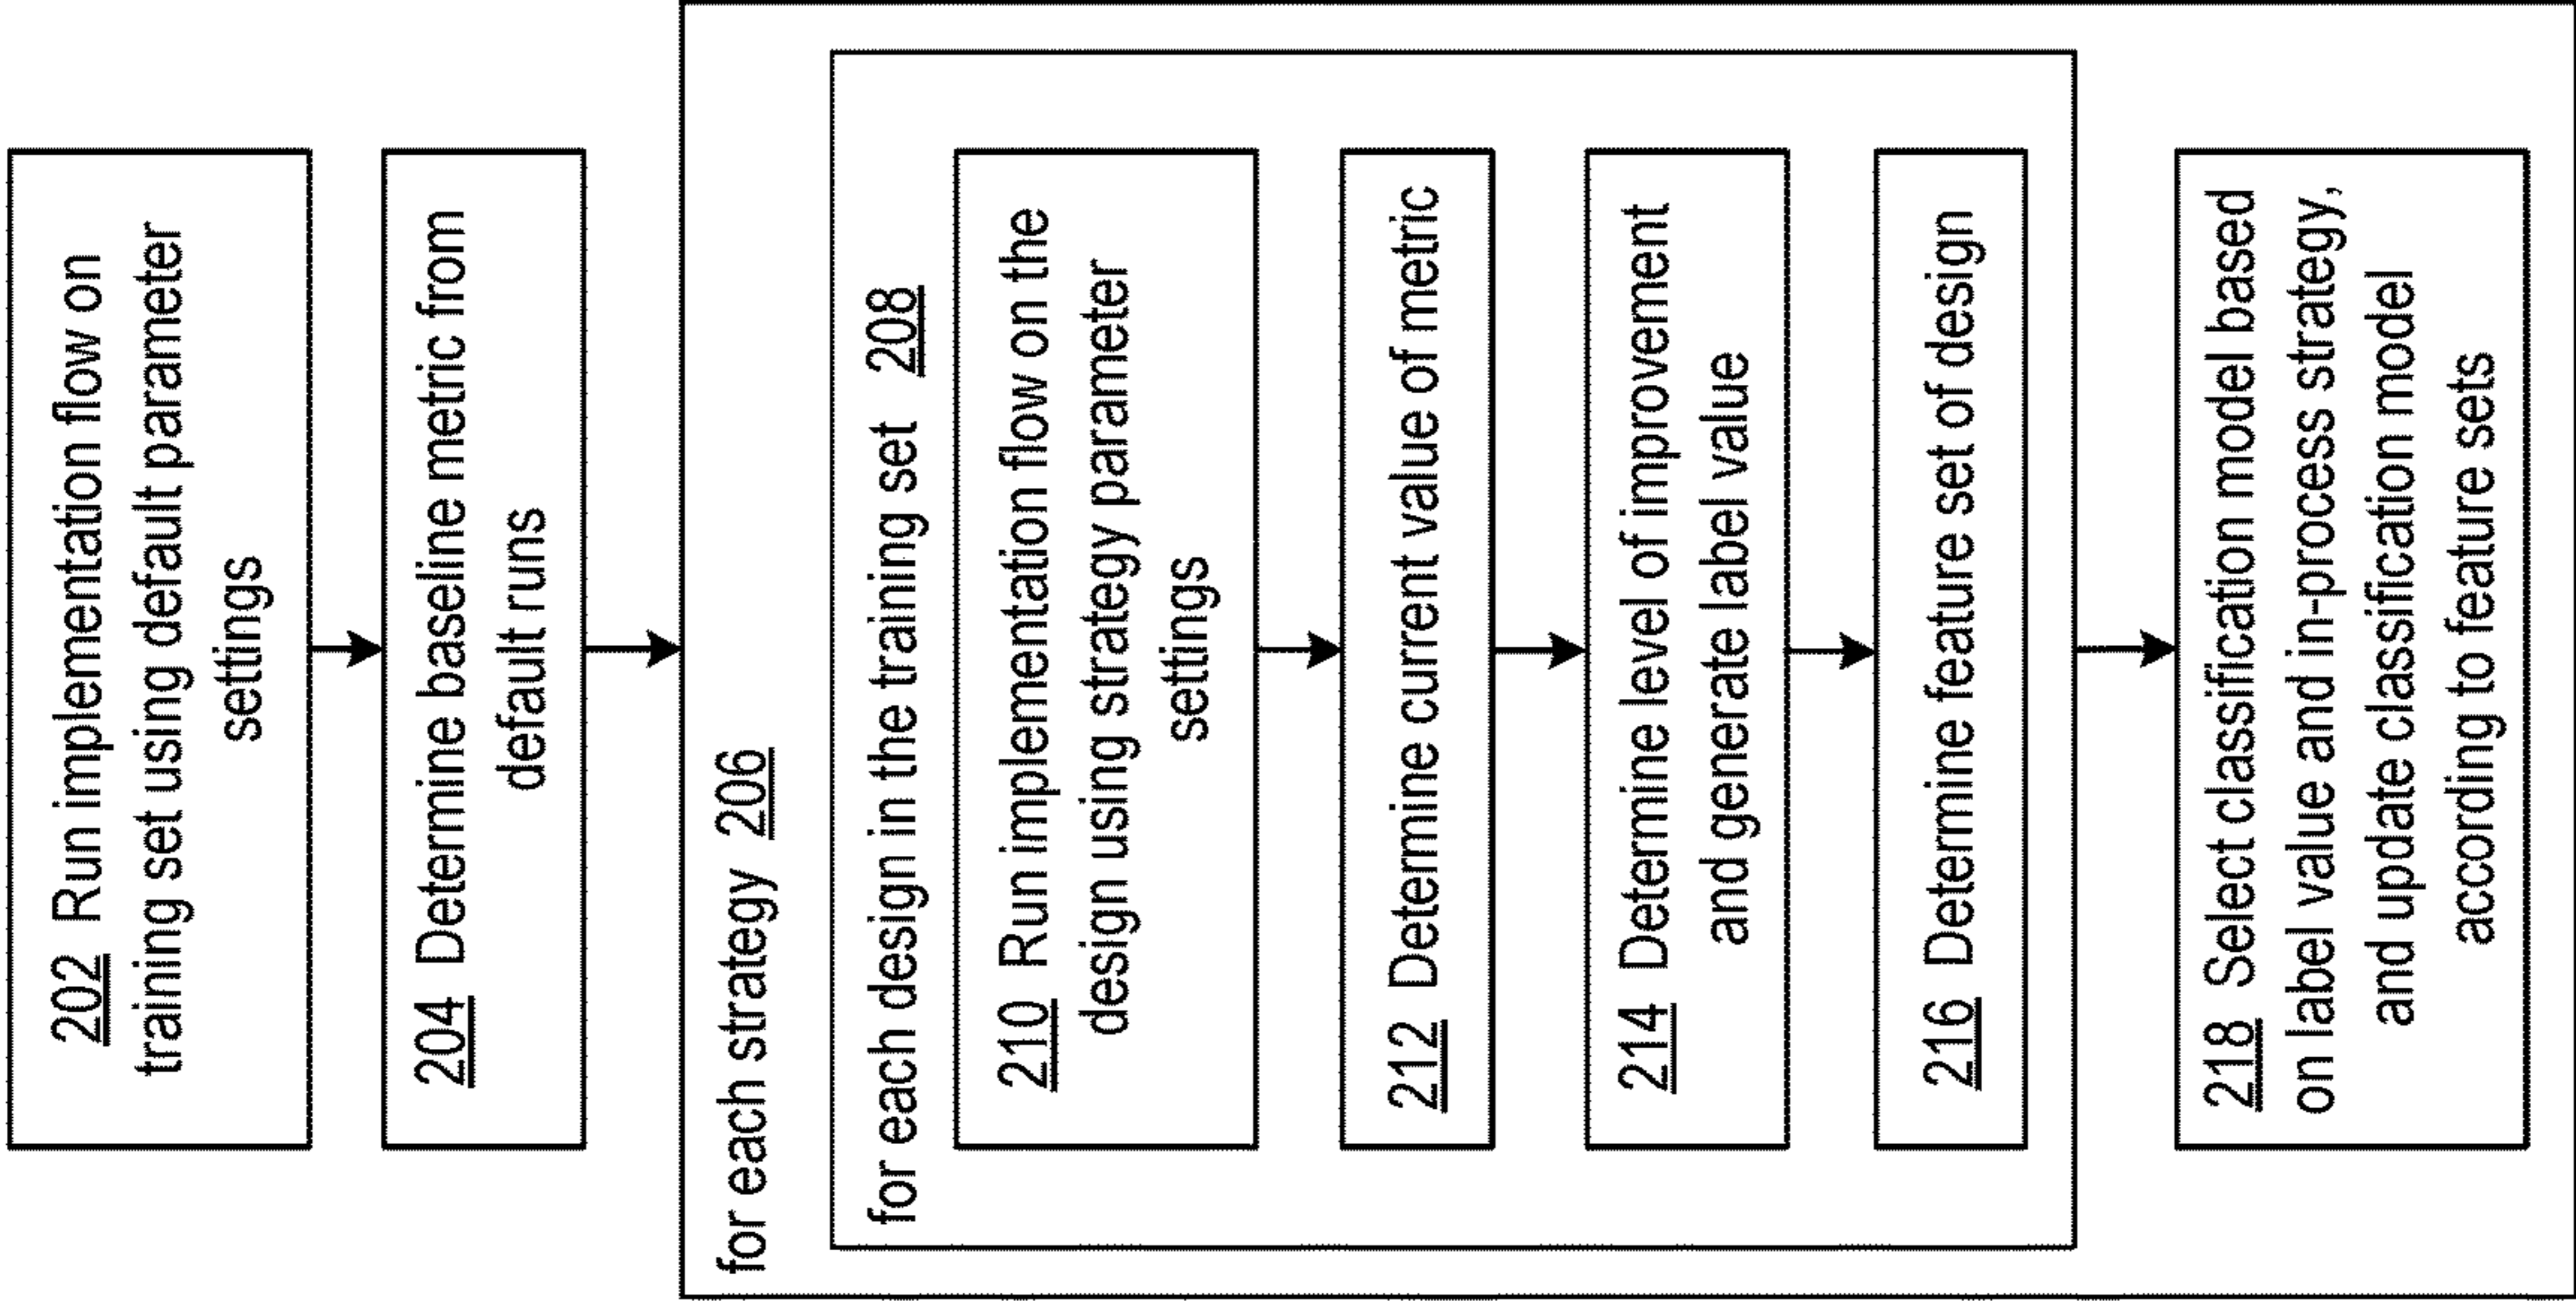 202 Run implementation flow on
training set using default parameter
settings
204 Determine baseline metric from
default runs
for each strategy 206
for each design in the training set 208
210 Run implementation flow on the
design using strategy parameter
settings
212 Determine current value of metric
214 Determine level of improvement
and generate label value
216 Determine feature set of design
218 Select classification model based
on label value and in-process strategy,
and update classification model
according to feature sets